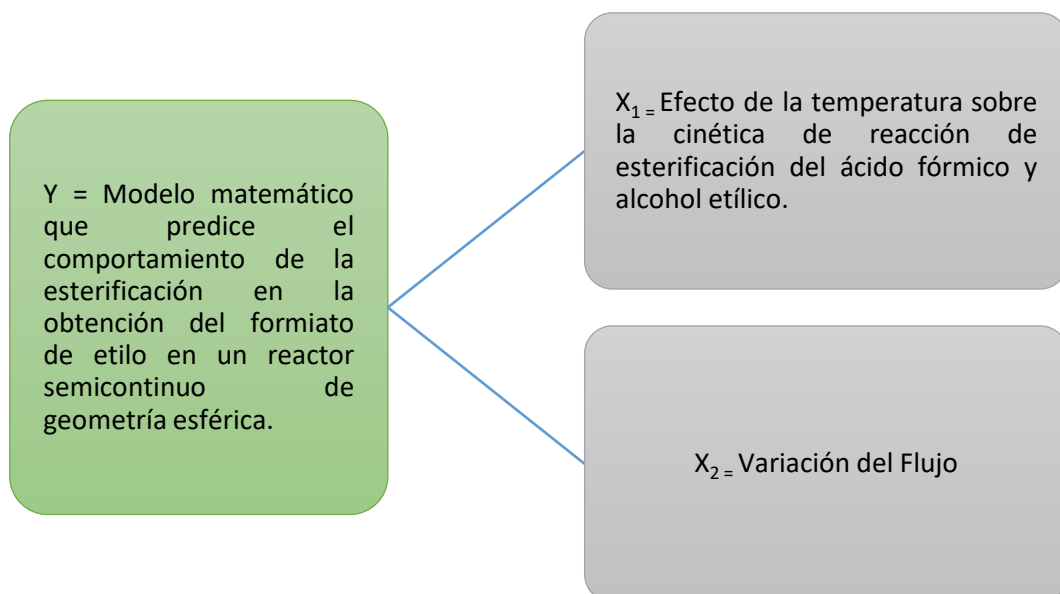 Y = Modelo matemático
que predice el
comportamiento de la
esterificación en la
obtención del formiato
de etilo en un reactor
semicontinuo de
geometría esférica.
X₁ = Efecto de la temperatura sobre
la cinética de reacción de
esterificación del ácido fórmico y
alcohol etílico.
X₂ = Variación del Flujo